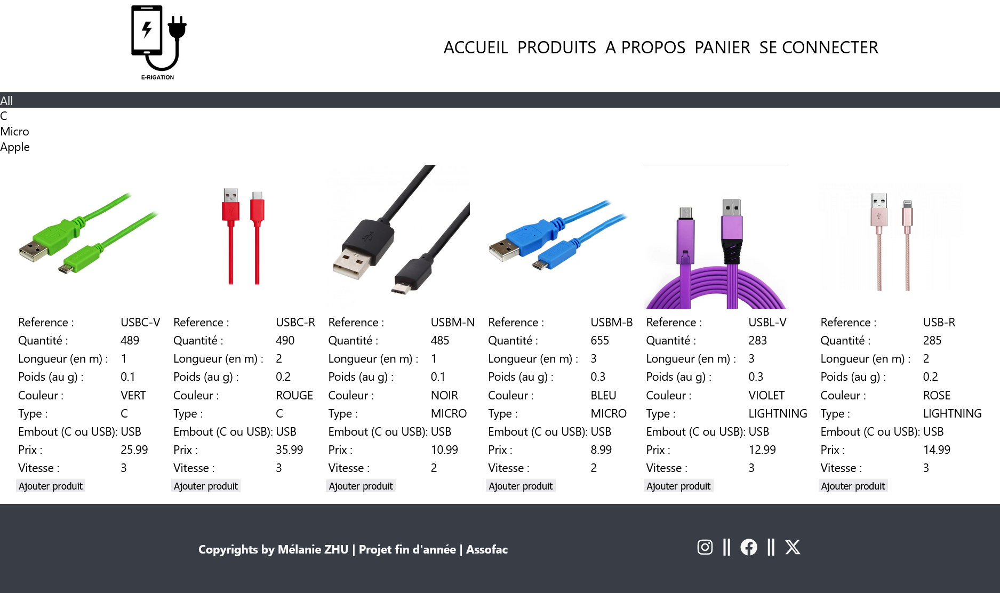 E-RIGATION
ACCUEIL PRODUITS A PROPOS PANIER SE CONNECTER
All
C
Micro
Apple
Reference : USBC-V
Quantité : 489
Longueur (en m) : 1
Poids (au g) : 0.1
Couleur : VERT
Type : C
Embout (C ou USB): USB
Prix : 25.99
Vitesse : 3
Ajouter produit
Reference : USBC-R
Quantité : 490
Longueur (en m) : 2
Poids (au g) : 0.2
Couleur : ROUGE
Type : C
Embout (C ou USB): USB
Prix : 35.99
Vitesse : 3
Ajouter produit
Reference : USBM-N
Quantité : 485
Longueur (en m) : 1
Poids (au g) : 0.1
Couleur : NOIR
Type : MICRO
Embout (C ou USB): USB
Prix : 10.99
Vitesse : 2
Ajouter produit
Reference : USBM-B
Quantité : 655
Longueur (en m) : 3
Poids (au g) : 0.3
Couleur : BLEU
Type : MICRO
Embout (C ou USB): USB
Prix : 8.99
Vitesse : 2
Ajouter produit
Reference : USBL-V
Quantité : 283
Longueur (en m) : 3
Poids (au g) : 0.3
Couleur : VIOLET
Type : LIGHTNING
Embout (C ou USB): USB
Prix : 12.99
Vitesse : 3
Ajouter produit
Reference : USB-R
Quantité : 285
Longueur (en m) : 2
Poids (au g) : 0.2
Couleur : ROSE
Type : LIGHTNING
Embout (C ou USB): USB
Prix : 14.99
Vitesse : 3
Ajouter produit
Copyrights by Mélanie ZHU | Projet fin d'année | Assofac
|| ||